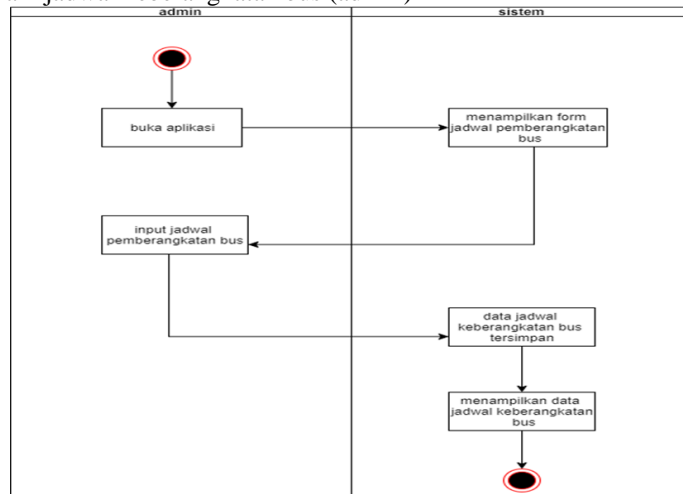 admin
sistem
buka aplikasi
menampilkan form
jadwal pemberangkatan
bus
input jadwal
pemberangkatan bus
data jadwal
keberangkatan bus
tersimpan
menampilkan data
jadwal keberangkatan
bus